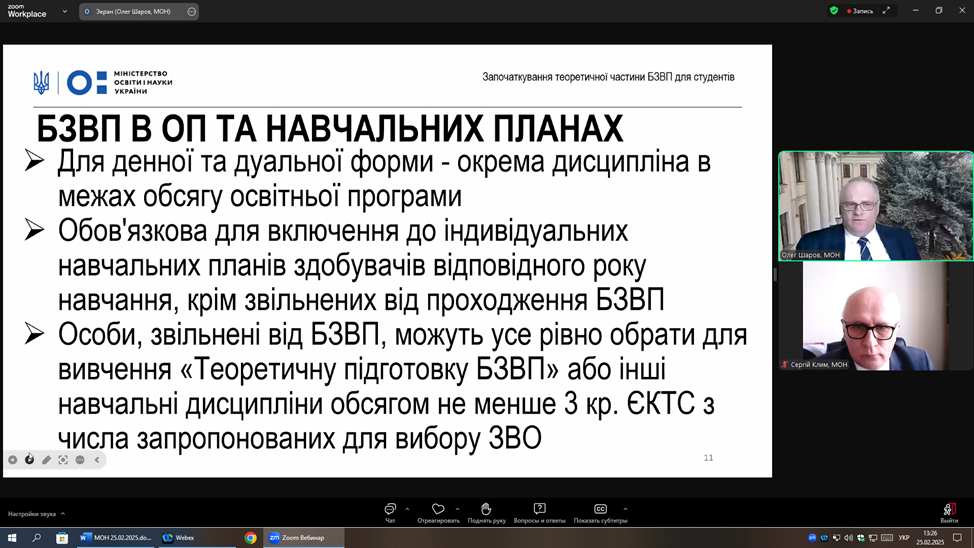 zoom
Workplace
Экран (Олег Шаров, МОН)
Запись
МІНІСТЕРСТВО
ОСВІТИ І НАУКИ
УКРАЇНИ
Започаткування теоретичної частини БЗВП для студентів
БЗВП В ОП ТА НАВЧАЛЬНИХ ПЛАНАХ
Для денної та дуальної форми - окрема дисципліна в
межах обсягу освітньої програми
Обов'язкова для включення до індивідуальних
навчальних планів здобувачів відповідного року
навчання, крім звільнених від проходження БЗВП
Особи, звільнені від БЗВП, можуть усе рівно обрати для
вивчення «Теоретичну підготовку БЗВП» або інші
навчальні дисципліни обсягом не менше 3 кр. ЄКТС з
числа запропонованих для вибору ЗВО
11
Олег Шаров, МОН
Сергій Клим, МОН
Настройки звука
Чат
Отреагировать
Поднять руку
Вопросы и ответы
Показать субтитры
Выйти
МОН 25.02.2025.do...
Webex
Zoom Вебинар
УКР
13:26
25.02.2025